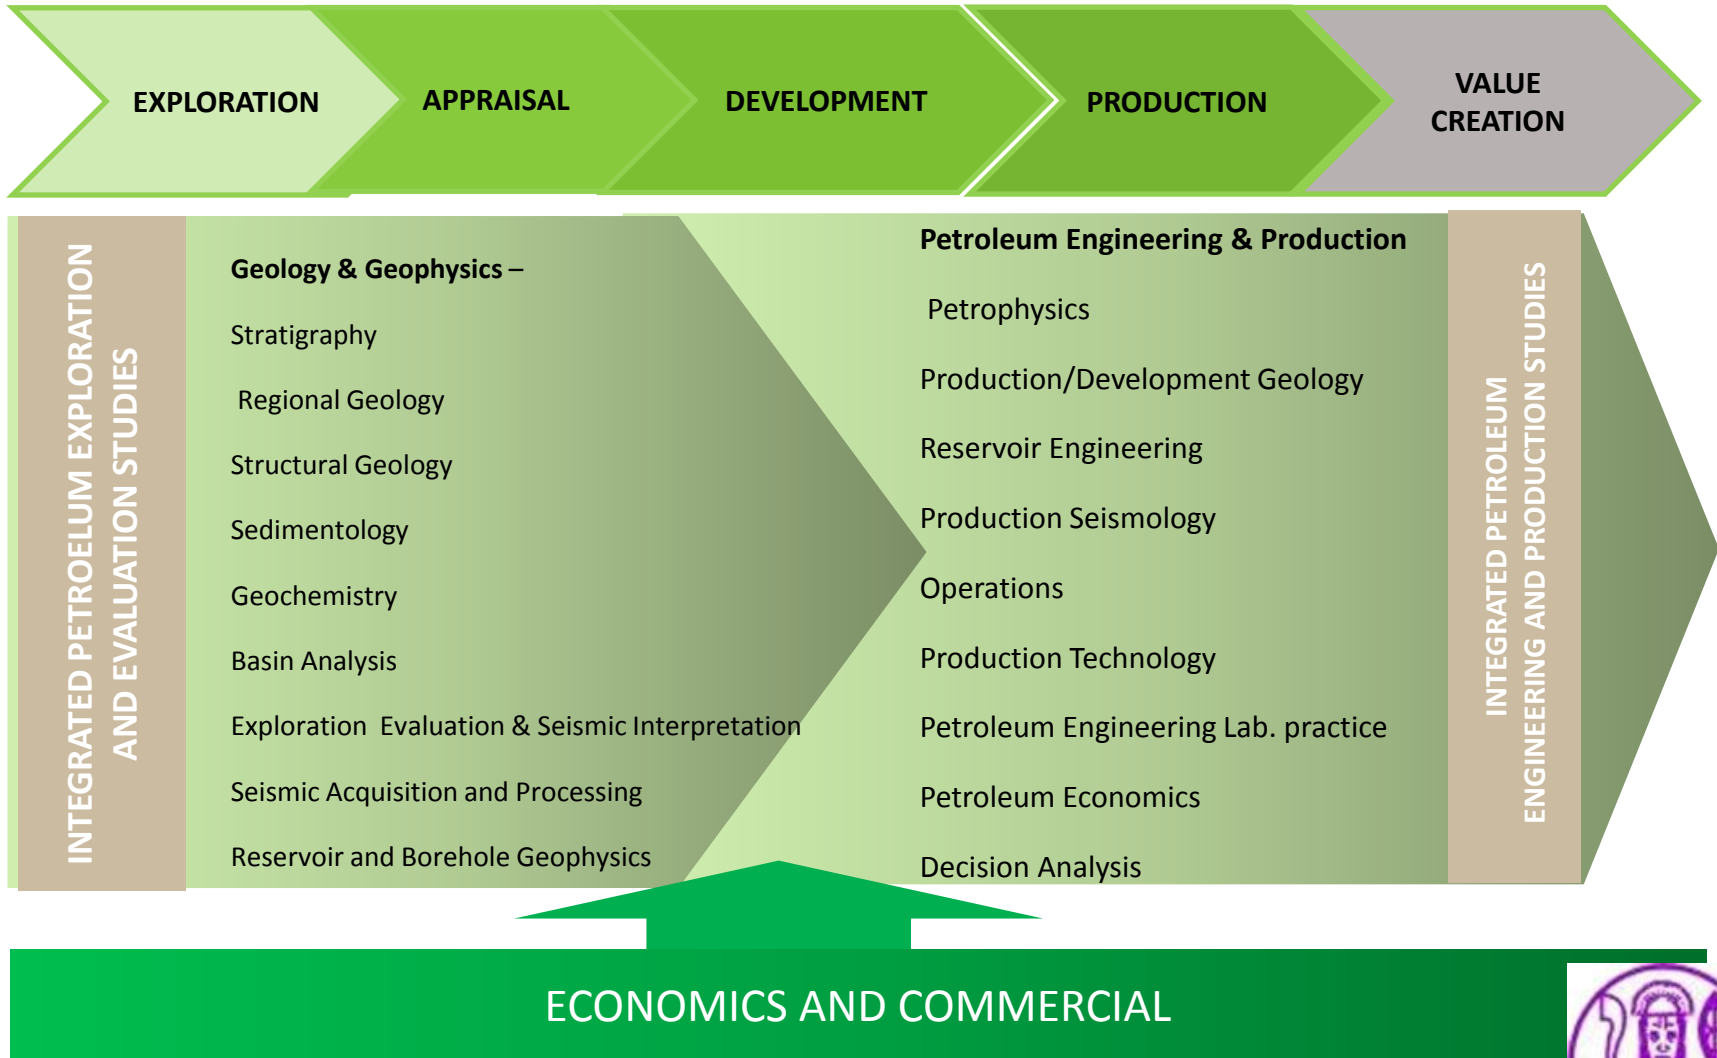 EXPLORATION
APPRAISAL
DEVELOPMENT
PRODUCTION
VALUE
CREATION
INTEGRATED PETROELUM EXPLORATION
AND EVALUATION STUDIES
Geology & Geophysics –
Stratigraphy
Regional Geology
Structural Geology
Sedimentology
Geochemistry
Basin Analysis
Exploration Evaluation & Seismic Interpretation
Seismic Acquisition and Processing
Reservoir and Borehole Geophysics
Petroleum Engineering & Production
Petrophysics
Production/Development Geology
Reservoir Engineering
Production Seismology
Operations
Production Technology
Petroleum Engineering Lab. practice
Petroleum Economics
Decision Analysis
INTEGRATED PETROLEUM
ENGINEERING AND PRODUCTION STUDIES
ECONOMICS AND COMMERCIAL